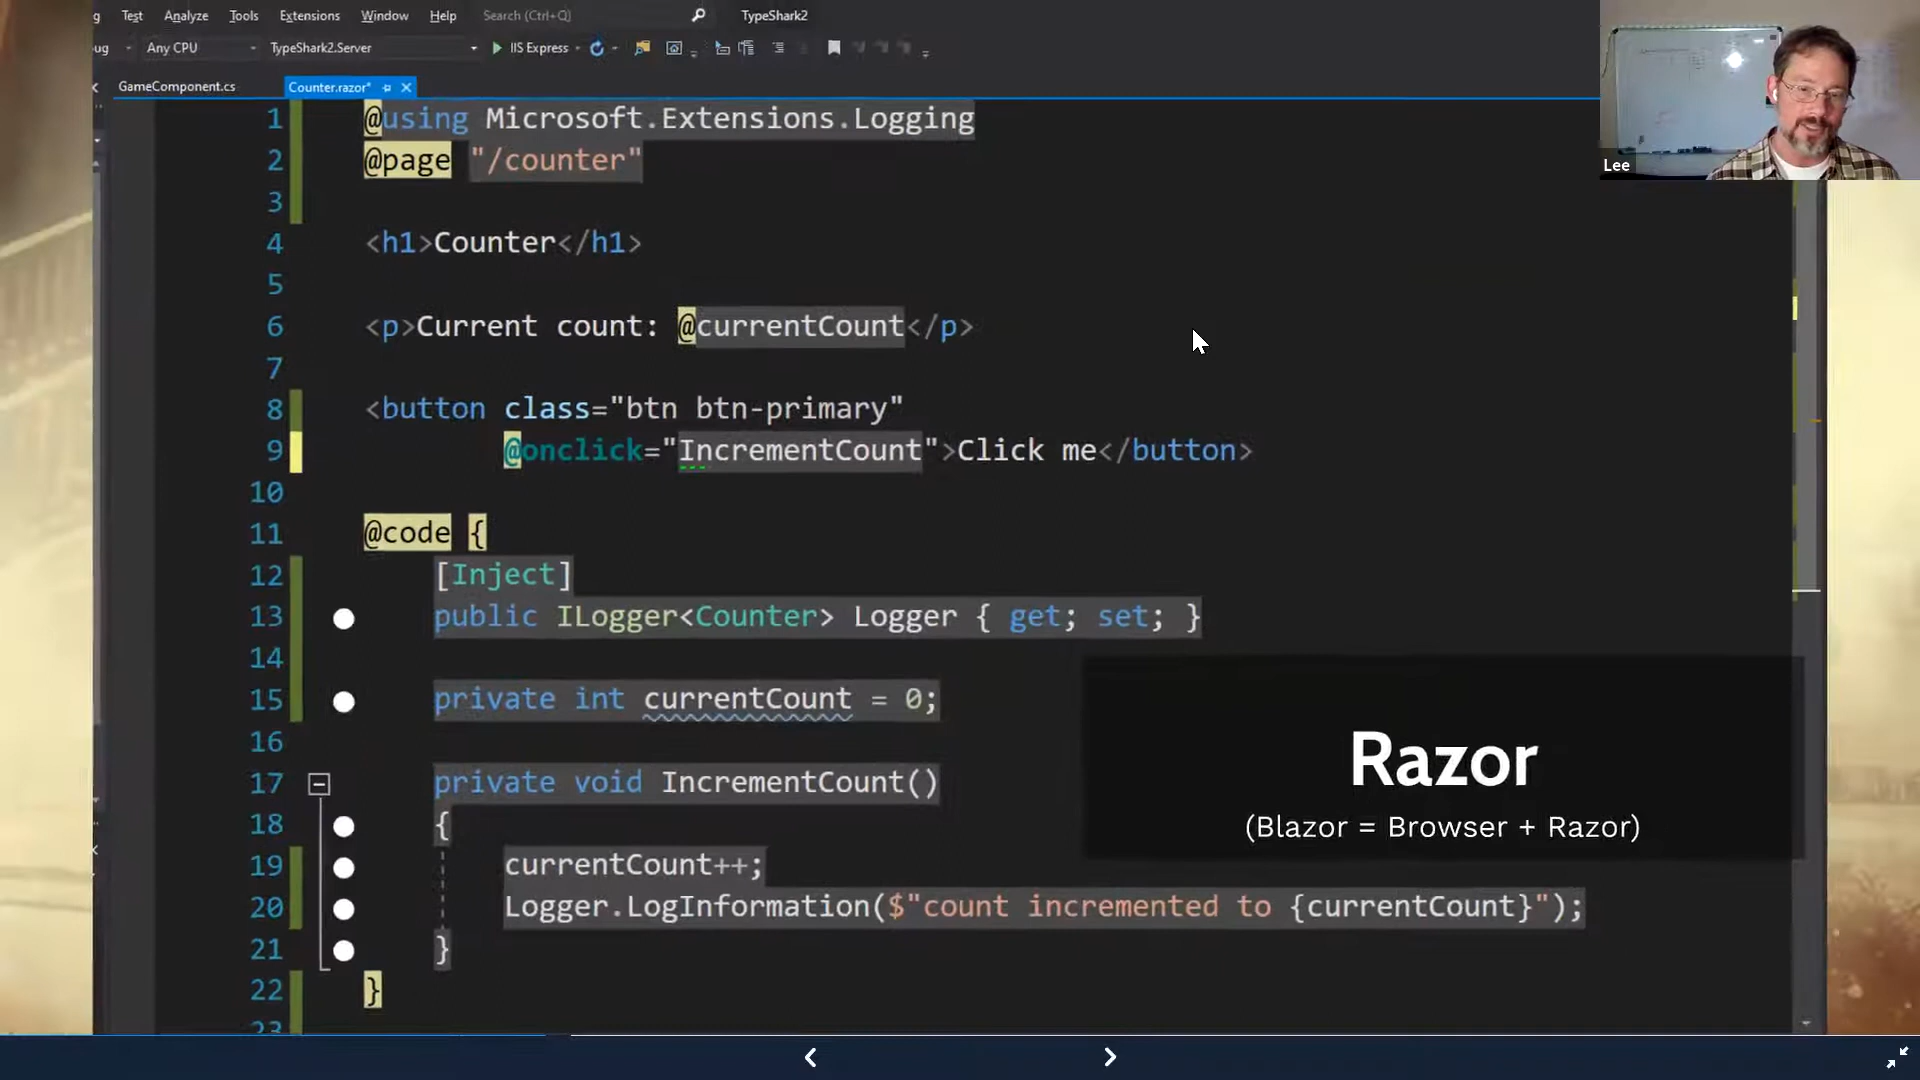 g Test Analyze Tools Extensions Window Help Search (Ctrl+Q) TypeShark2
ug Any CPU TypeShark2.Server IIS Express
GameComponent.cs Counter.razor*
Lee
1 @using Microsoft.Extensions.Logging
2 @page "/counter"
3
4 <h1>Counter</h1>
5
6 <p>Current count: @currentCount</p>
7
8 <button class="btn btn-primary"
9 @onclick="IncrementCount">Click me</button>
10
11 @code {
12 [Inject]
13 public ILogger<Counter> Logger { get; set; }
14
15 private int currentCount = 0;
16
17 private void IncrementCount()
18 {
19 currentCount++;
20 Logger.LogInformation($"count incremented to {currentCount}");
21 }
22 }
23
Razor
(Blazor = Browser + Razor)